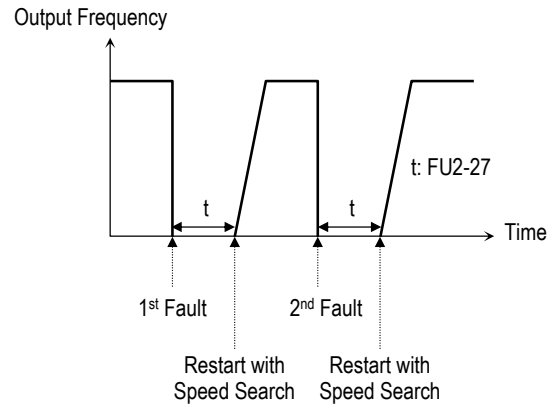 Output Frequency
t: FU2-27
t
t
Time
1st Fault
2nd Fault
Restart with
Speed Search
Restart with
Speed Search